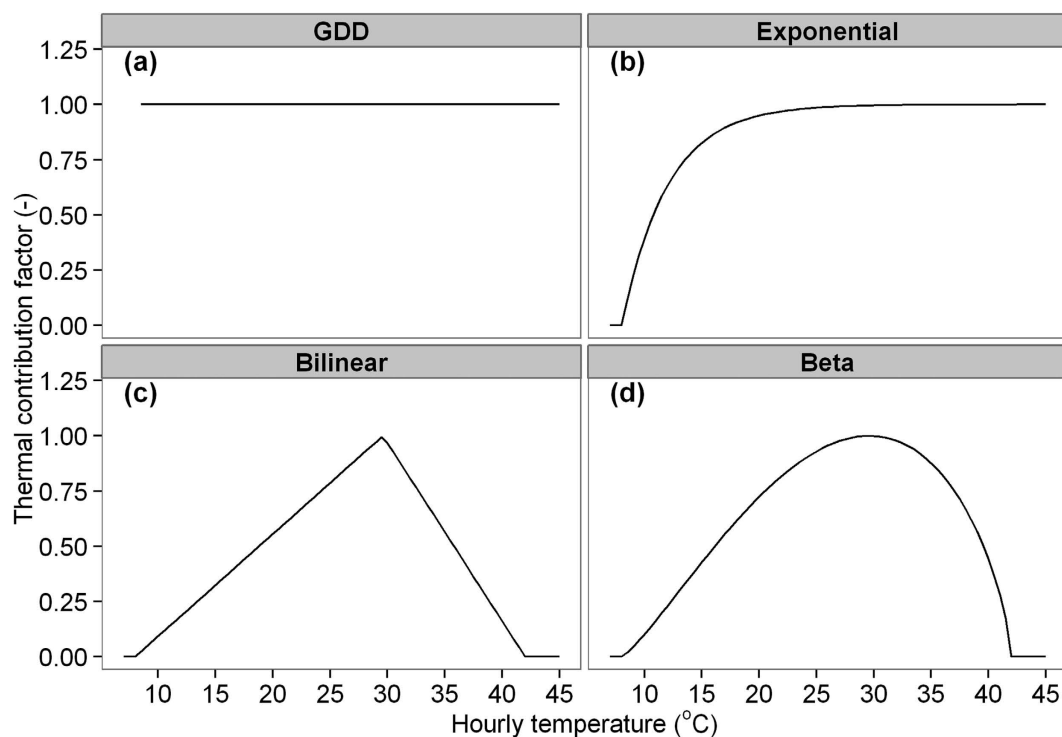 GDD
Exponential
1.25
1.00
0.75
0.50
0.25
0.00
(a)
(b)
Bilinear
Beta
1.25
1.00
0.75
0.50
0.25
0.00
(c)
(d)
10 15 20 25 30 35 40 45
10 15 20 25 30 35 40 45
Thermal contribution factor (-)
Hourly temperature (°C)